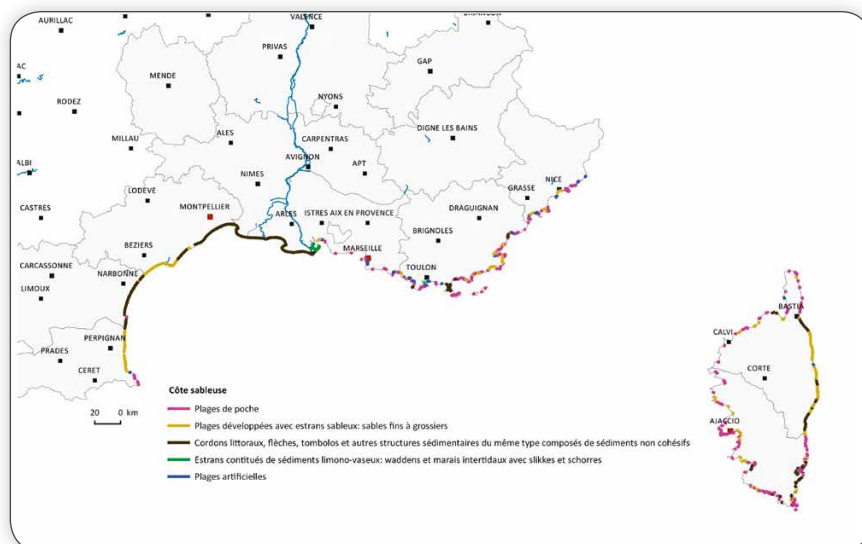 AURILLAC
VALENCE
BRIANCON
PRIVAS
GAP
AC
MENDE
NYONS
RODEZ
DIGNE LES BAINS
ALES
CARPENTRAS
MILLAU
AVIGNON
APT
ALBI
NIMES
GRASSE
NICE
LODEVE
CASTRES
MONTPELLIER
ARLES
ISTRES
AIX EN PROVENCE
DRAGUIGNAN
BRIGNOLES
BEZIERS
MARSEILLE
CARCASSONNE
NARBONNE
TOULON
LIMOUX
BASTIA
PERPIGNAN
CALVI
PRADES
CERET
CORTE
Côte sableuse
Plages de poche
20 0 km
AJACCIO
Plages développées avec estrans sableux: sables fins à grossiers
Cordons littoraux, flèches, tombolos et autres structures sédimentaires du même type composés de sédiments non cohésifs
Estrans contitués de sédiments limono-vaseux: waddens et marais intertidaux avec slikkes et schorres
Plages artificielles